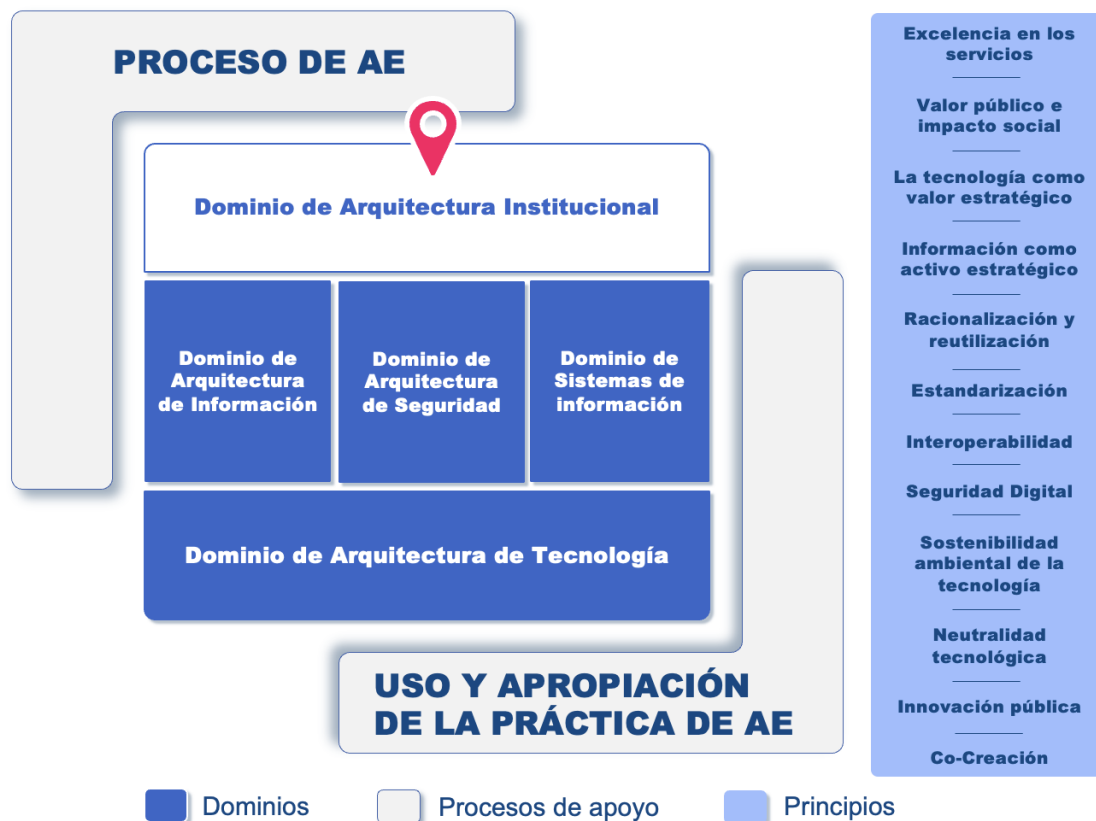 PROCESO DE AE
Dominio de Arquitectura Institucional
Dominio de
Arquitectura
de Información
Dominio de
Arquitectura
de Seguridad
Dominio de
Sistemas de
información
Dominio de Arquitectura de Tecnología
USO Y APROPIACIÓN
DE LA PRÁCTICA DE AE
Excelencia en los
servicios
Valor público e
impacto social
La tecnología como
valor estratégico
Información como
activo estratégico
Racionalización y
reutilización
Estandarización
Interoperabilidad
Seguridad Digital
Sostenibilidad
ambiental de la
tecnología
Neutralidad
tecnológica
Innovación pública
Co-Creación
Dominios
Procesos de apoyo
Principios